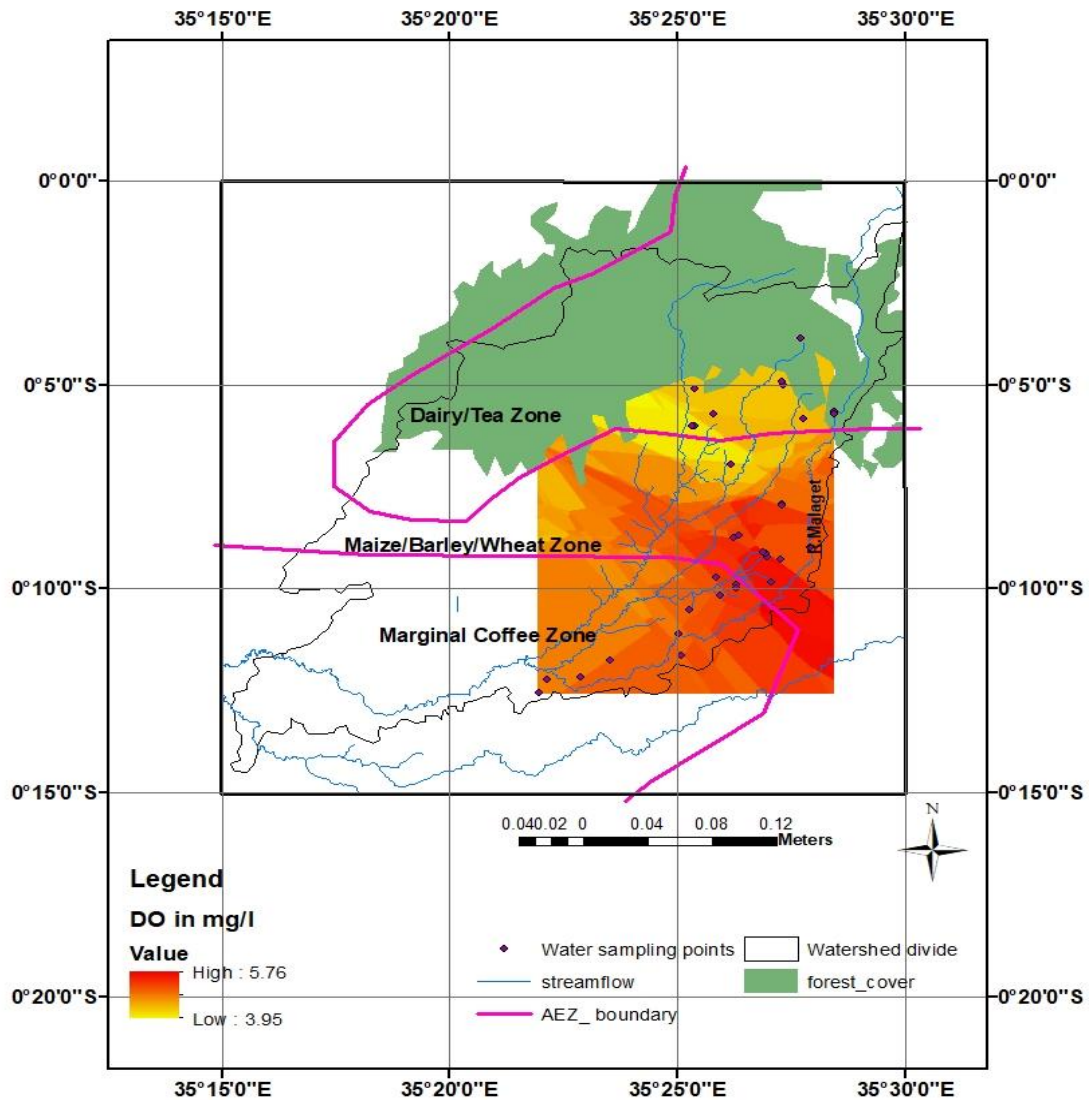 35°15'0"E 35°20'0"E 35°25'0"E 35°30'0"E
0°0'0" 0°0'0"
0°5'0"S 0°5'0"S
Dairy/Tea Zone
R.Malaget
Maize/Barley/Wheat Zone
0°10'0"S 0°10'0"S
Marginal Coffee Zone
0°15'0"S 0°15'0"S
0.040.02 0 0.04 0.08 0.12
Meters
N
Legend
DO in mg/l
Value
High : 5.76
Low : 3.95
Water sampling points Watershed divide
streamflow forest_cover
AEZ_ boundary
0°20'0"S 0°20'0"S
35°15'0"E 35°20'0"E 35°25'0"E 35°30'0"E